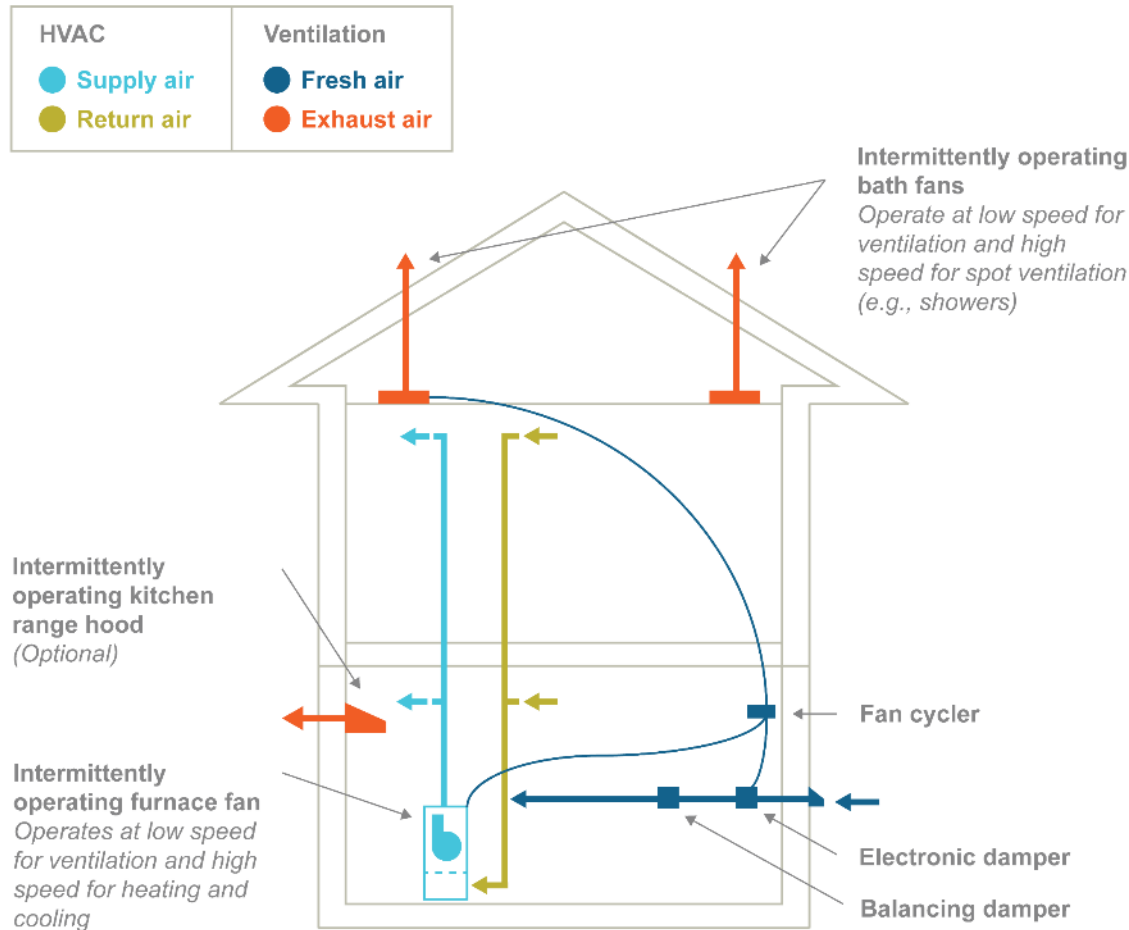 HVAC
Supply air
Return air
Ventilation
Fresh air
Exhaust air
Intermittently operating
bath fans
Operate at low speed for
ventilation and high
speed for spot ventilation
(e.g., showers)
Intermittently
operating kitchen
range hood
(Optional)
Fan cycler
Intermittently
operating furnace fan
Operates at low speed
for ventilation and high
speed for heating and
cooling
Electronic damper
Balancing damper